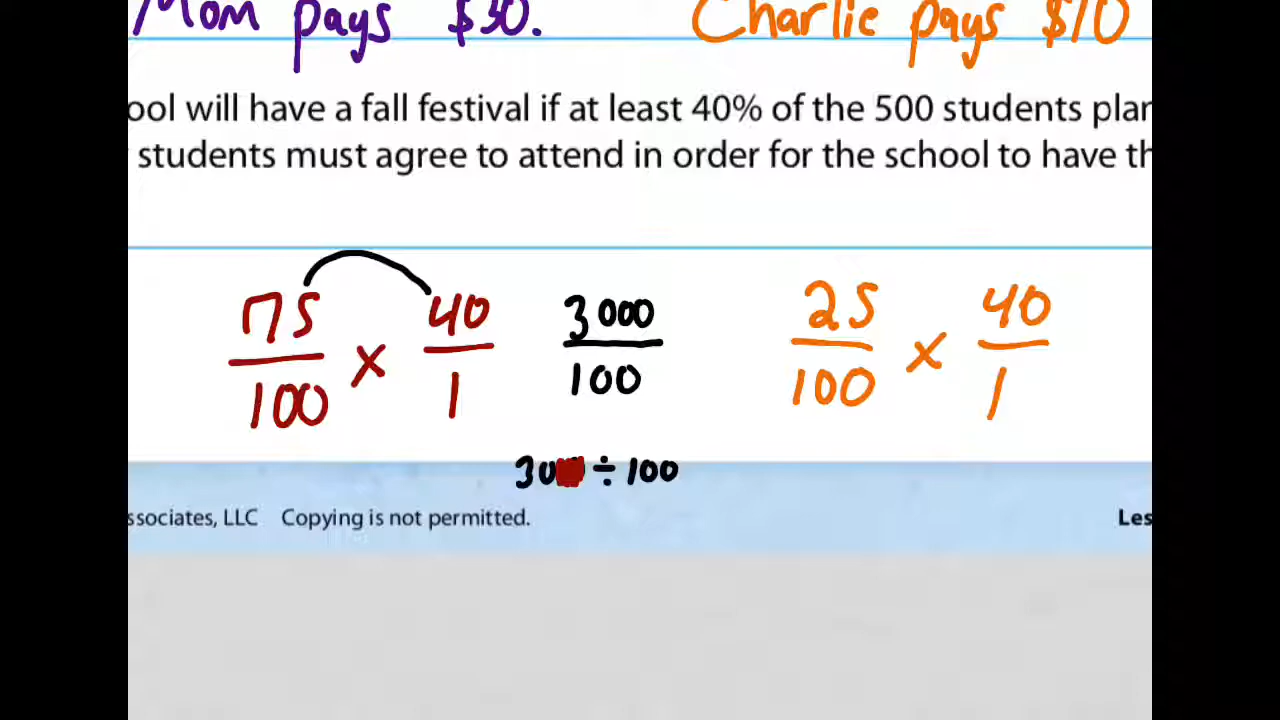 Mom pays $30. Charlie pays $10
ool will have a fall festival if at least 40% of the 500 students plan
students must agree to attend in order for the school to have th
75 40 3000 25 40
100 x 1 100 100 x 1
30 ÷ 100
ssociates, LLC Copying is not permitted. Les